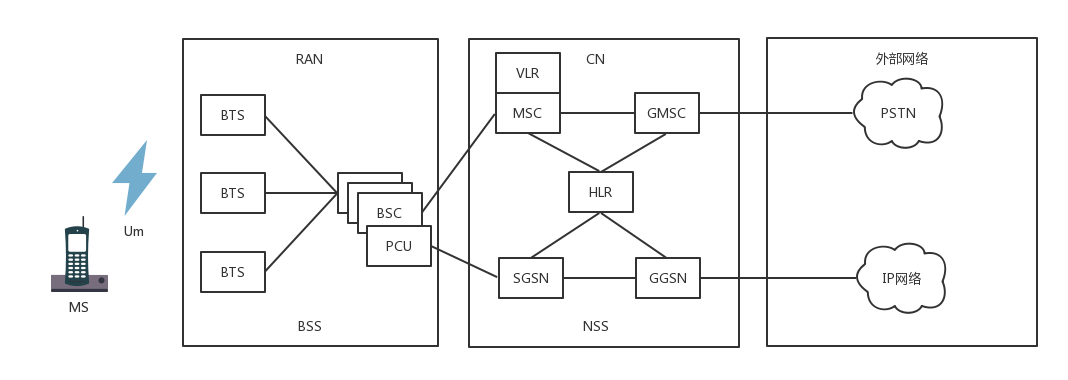 RAN
CN
外部网络
VLR
BTS
MSC
GMSC
PSTN
BTS
HLR
BSC
Um
PCU
BTS
SGSN
GGSN
IP网络
MS
BSS
NSS